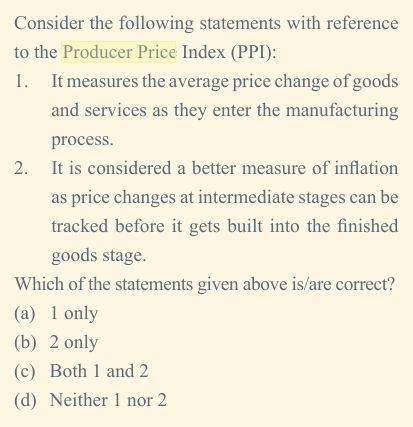 Consider the following statements with reference
to the Producer Price Index (PPI):
1. It measures the average price change of goods
and services as they enter the manufacturing
process.
2. It is considered a better measure of inflation
as price changes at intermediate stages can be
tracked before it gets built into the finished
goods stage.
Which of the statements given above is/are correct?
(a) 1 only
(b) 2 only
(c) Both 1 and 2
(d) Neither 1 nor 2